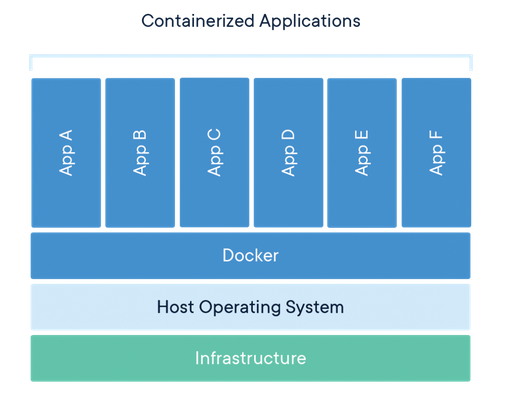 Containerized Applications
App A
App B
App C
App D
App E
App F
Docker
Host Operating System
Infrastructure